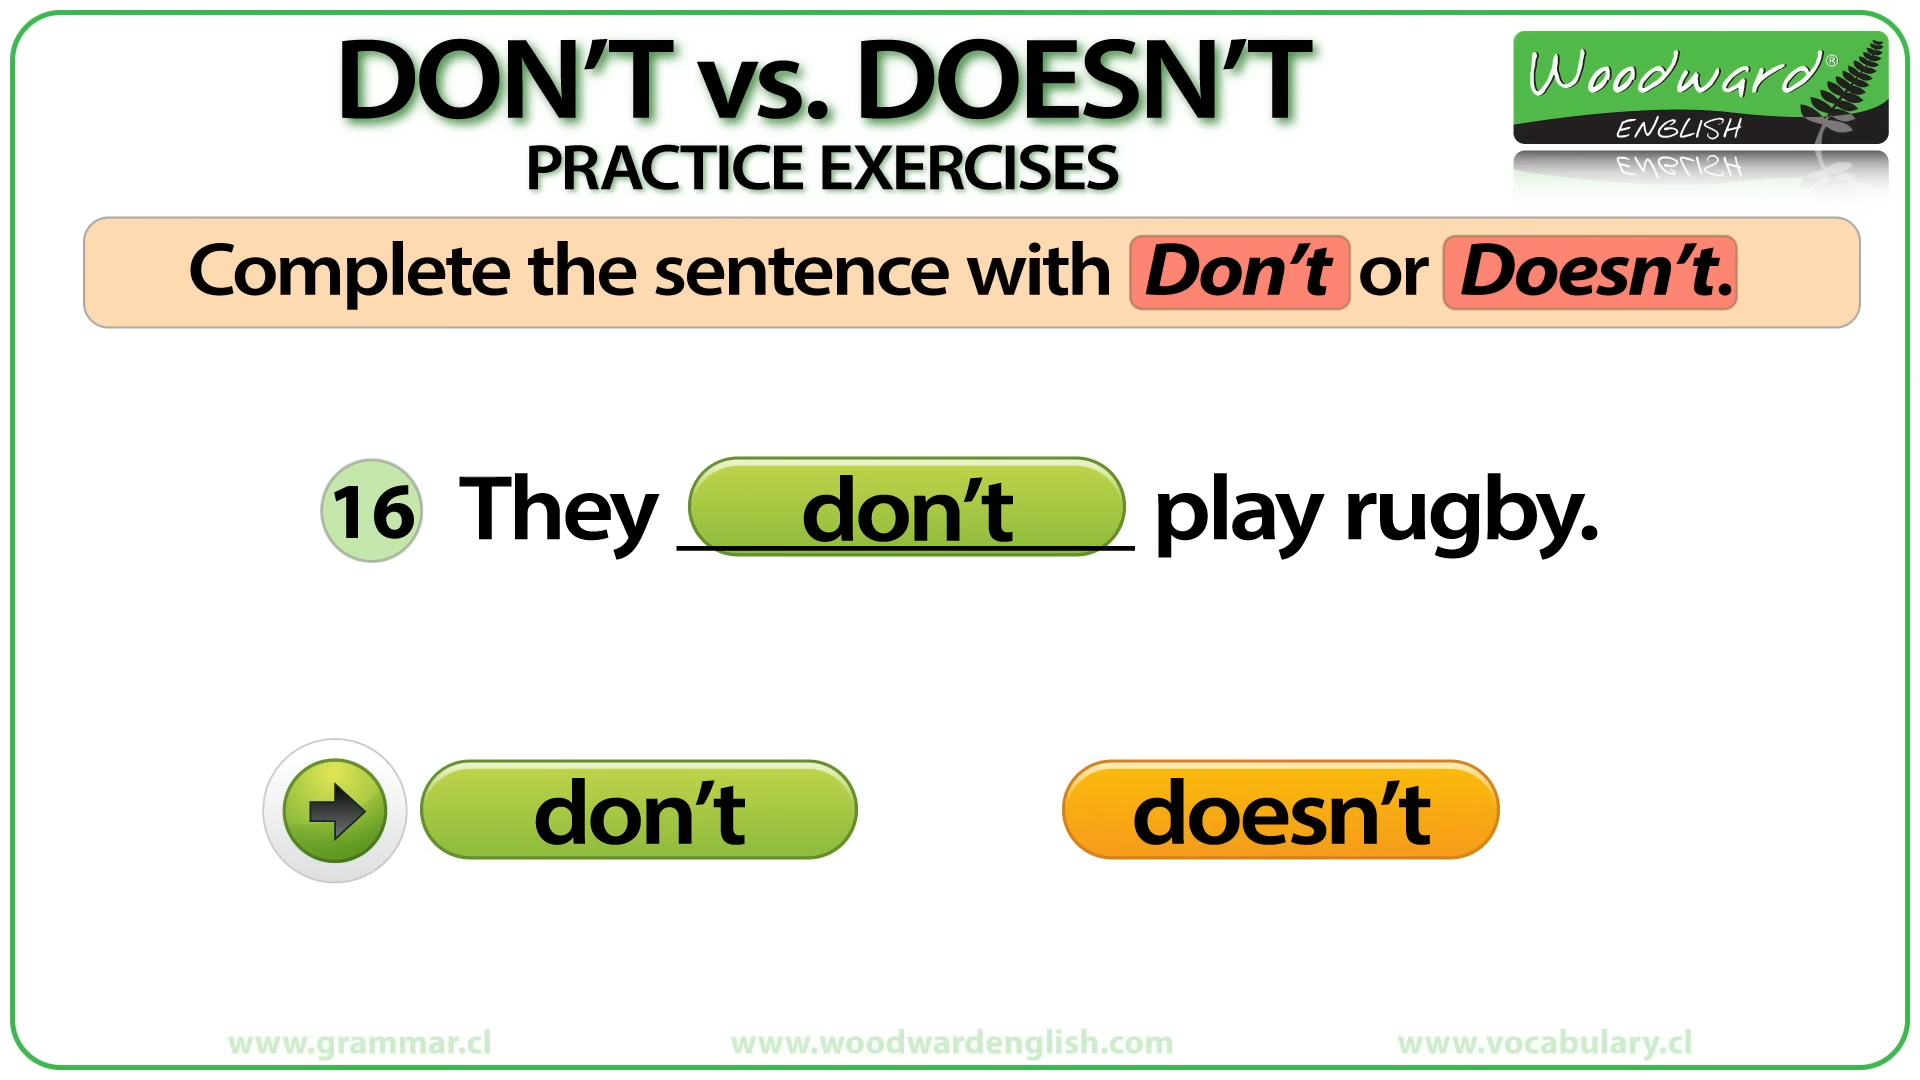 DON’T vs. DOESN’T
PRACTICE EXERCISES
Woodward®
ENGLISH
Complete the sentence with Don’t or Doesn’t.
16 They don’t play rugby.
don’t
doesn’t
www.grammar.cl
www.woodwardenglish.com
www.vocabulary.cl